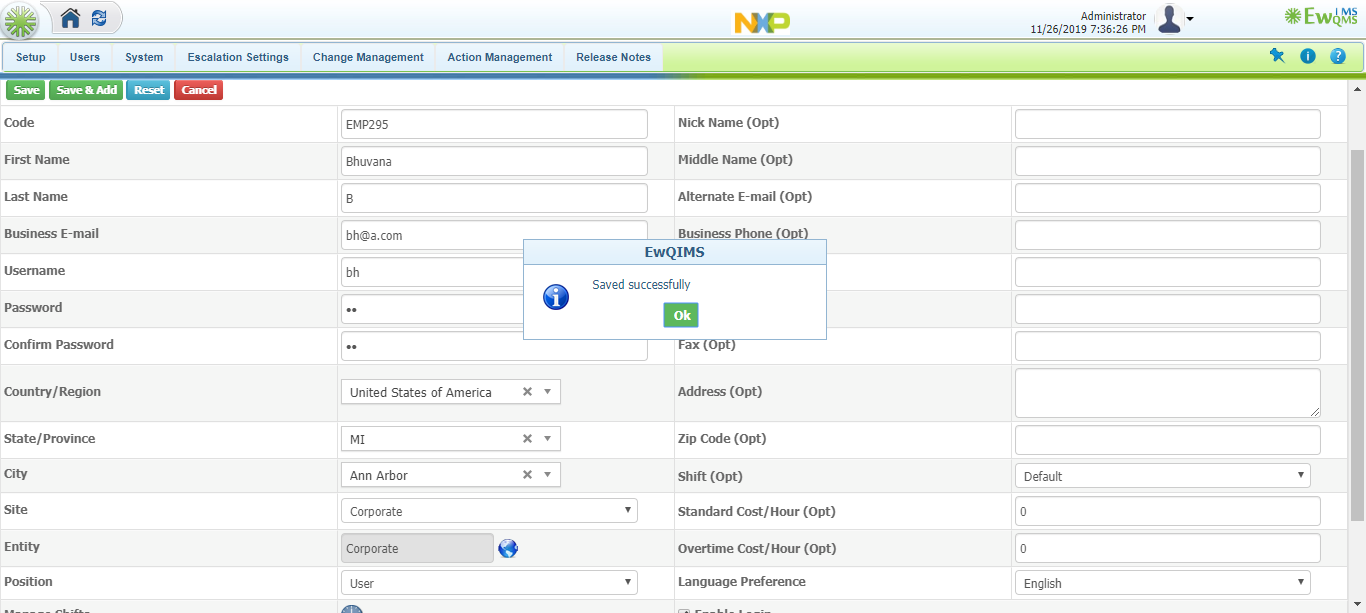 NXP
Administrator
11/26/2019 7:36:26 PM
EwQIMS
Setup Users System Escalation Settings Change Management Action Management Release Notes
Save Save & Add Reset Cancel
Code EMP295 Nick Name (Opt)
First Name Bhuvana Middle Name (Opt)
Last Name B Alternate E-mail (Opt)
Business E-mail bh@a.com Business Phone (Opt)
EwQIMS
Username bh
Saved successfully
Password ••
Ok
Confirm Password •• Fax (Opt)
Country/Region United States of America Address (Opt)
State/Province MI Zip Code (Opt)
City Ann Arbor Shift (Opt) Default
Site Corporate Standard Cost/Hour (Opt) 0
Entity Corporate Overtime Cost/Hour (Opt) 0
Position User Language Preference English
Manage Shifts Enable Login